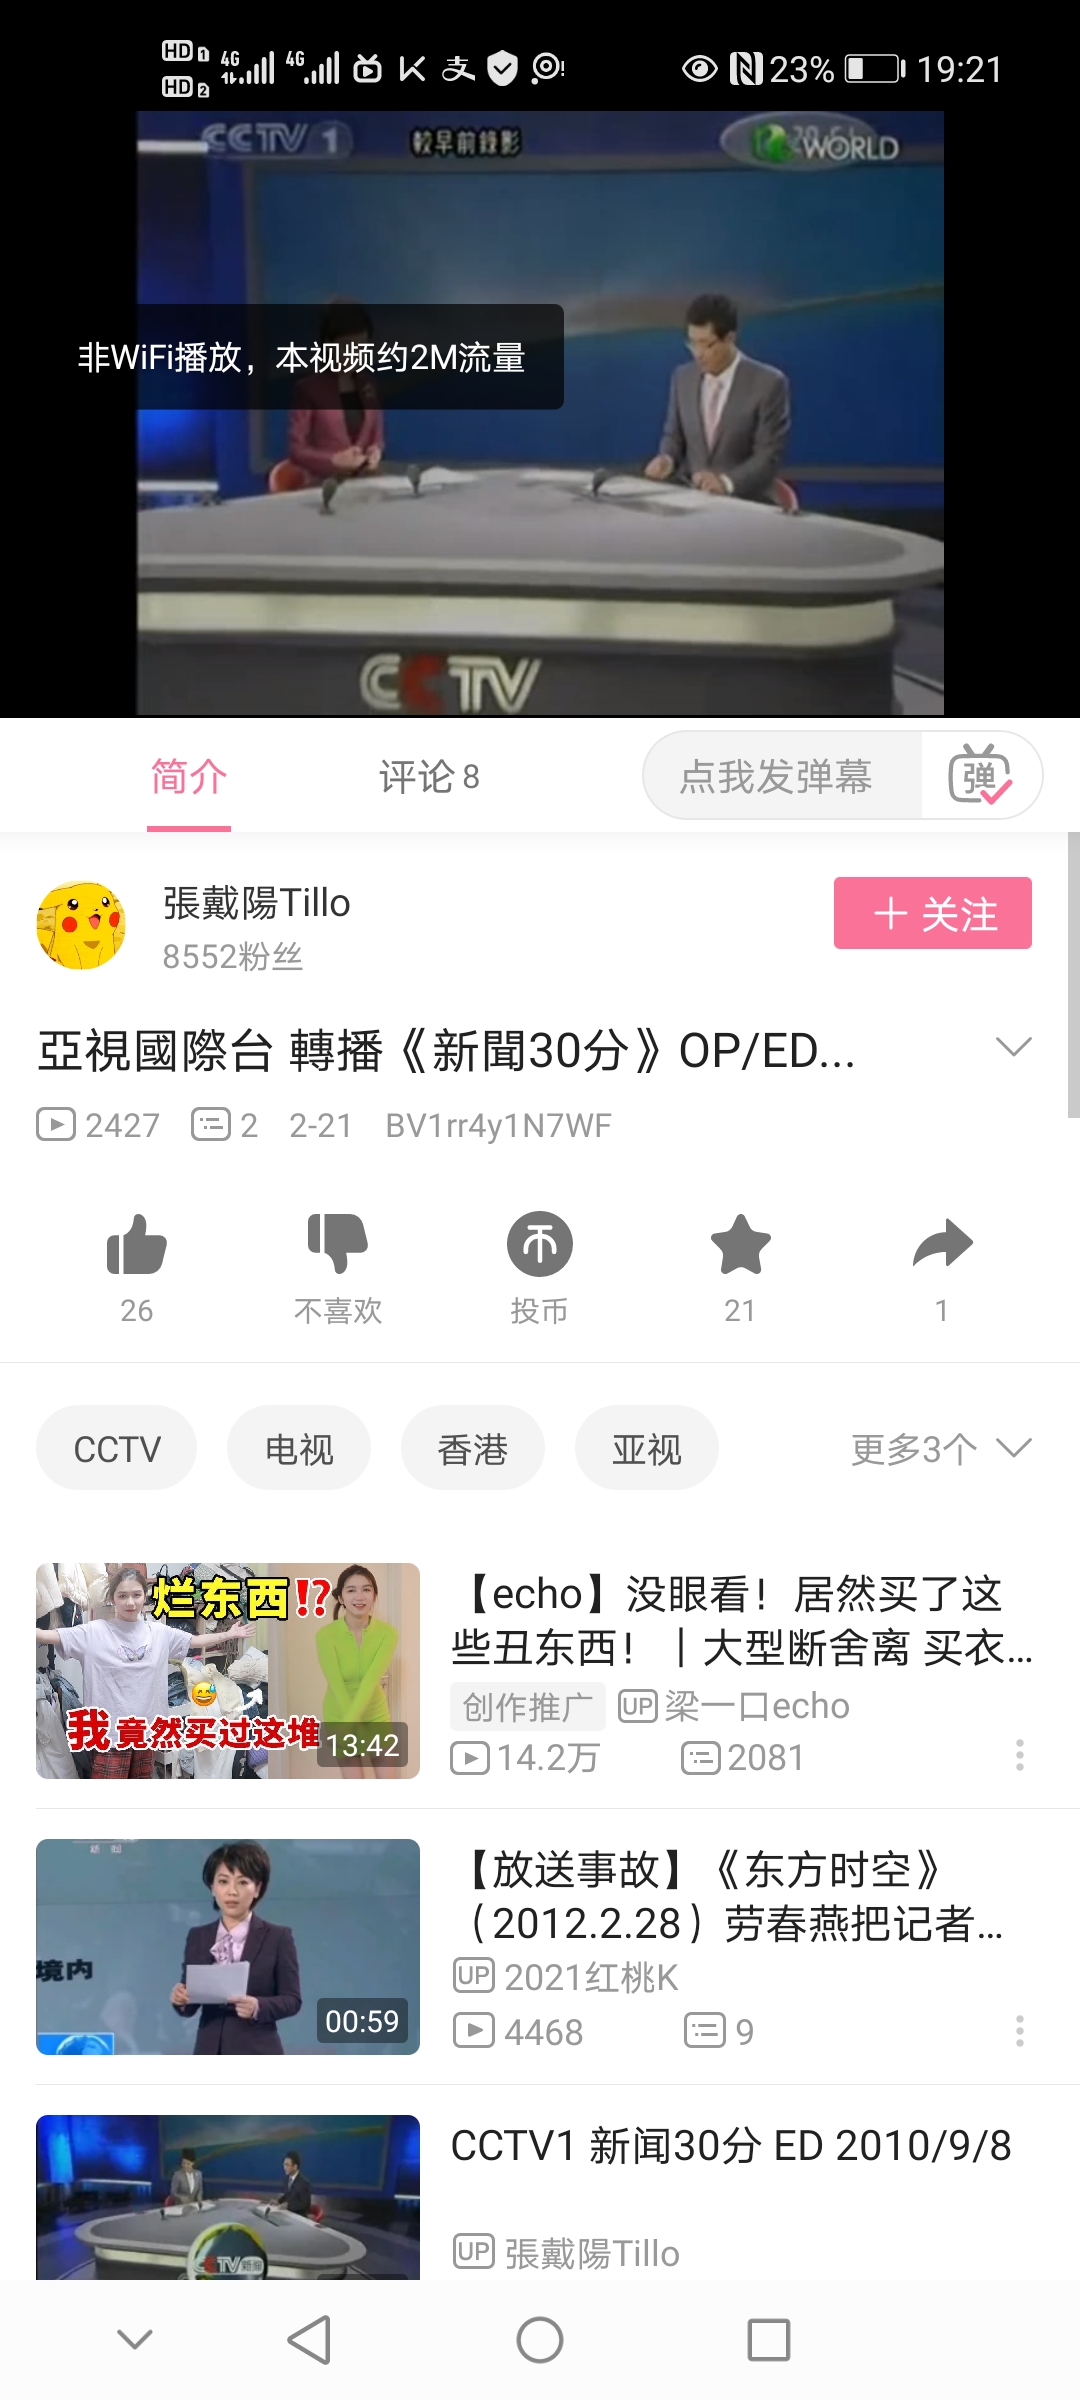 HD 1 4G 4G 23% 19:21
HD 2
CCTV 1 較早前錄影 WORLD
非WiFi播放，本视频约2M流量
CCTV
简介 评论 8 点我发弹幕 弹
張戴陽Tillo
8552粉丝
+ 关注
亞視國際台 轉播《新聞30分》OP/ED...
2427 2 2-21 BV1rr4y1N7WF
26 不喜欢 投币 21 1
CCTV 电视 香港 亚视 更多3个
烂东西!?
我竟然买过这堆
13:42
【echo】没眼看！居然买了这
些丑东西！｜大型断舍离 买衣...
创作推广 UP 梁一口echo
14.2万 2081
新 闻
境内
00:59
【放送事故】《东方时空》
（2012.2.28）劳春燕把记者...
UP 2021红桃K
4468 9
CCTV新闻
CCTV1 新闻30分 ED 2010/9/8
UP 張戴陽Tillo